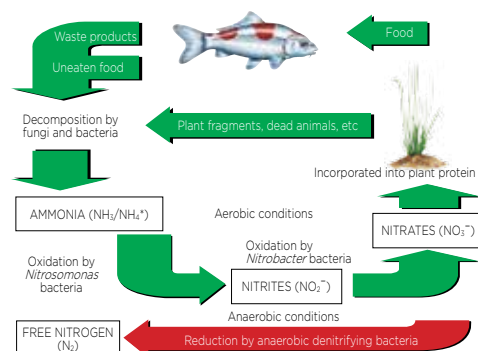 Waste products
Food
Uneaten food
Decomposition by
fungi and bacteria
Plant fragments, dead animals, etc
Incorporated into plant protein
AMMONIA (NH₃/NH₄*)
Aerobic conditions
NITRATES (NO₃⁻)
Oxidation by
Nitrosomonas
bacteria
Oxidation by
Nitrobacter bacteria
NITRITES (NO₂⁻)
Anaerobic conditions
FREE NITROGEN
(N₂)
Reduction by anaerobic denitrifying bacteria